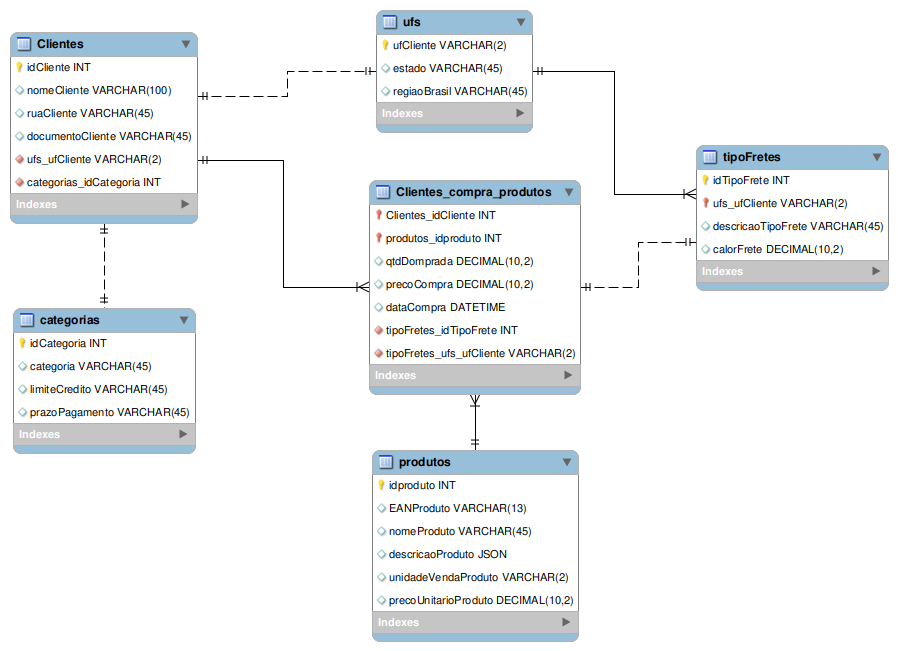 Clientes
idCliente INT
nomeCliente VARCHAR(100)
ruaCliente VARCHAR(45)
documentoCliente VARCHAR(45)
ufs_ufCliente VARCHAR(2)
categorias_idCategoria INT
Indexes
ufs
ufCliente VARCHAR(2)
estado VARCHAR(45)
regiaoBrasil VARCHAR(45)
Indexes
tipoFretes
idTipoFrete INT
ufs_ufCliente VARCHAR(2)
descricaoTipoFrete VARCHAR(45)
calorFrete DECIMAL(10,2)
Indexes
Clientes_compra_produtos
Clientes_idCliente INT
produtos_idproduto INT
qtdDomprada DECIMAL(10,2)
precoCompra DECIMAL(10,2)
dataCompra DATETIME
tipoFretes_idTipoFrete INT
tipoFretes_ufs_ufCliente VARCHAR(2)
Indexes
categorias
idCategoria INT
categoria VARCHAR(45)
limiteCredito VARCHAR(45)
prazoPagamento VARCHAR(45)
Indexes
produtos
idproduto INT
EANProduto VARCHAR(13)
nomeProduto VARCHAR(45)
descricaoProduto JSON
unidadeVendaProduto VARCHAR(2)
precoUnitarioProduto DECIMAL(10,2)
Indexes